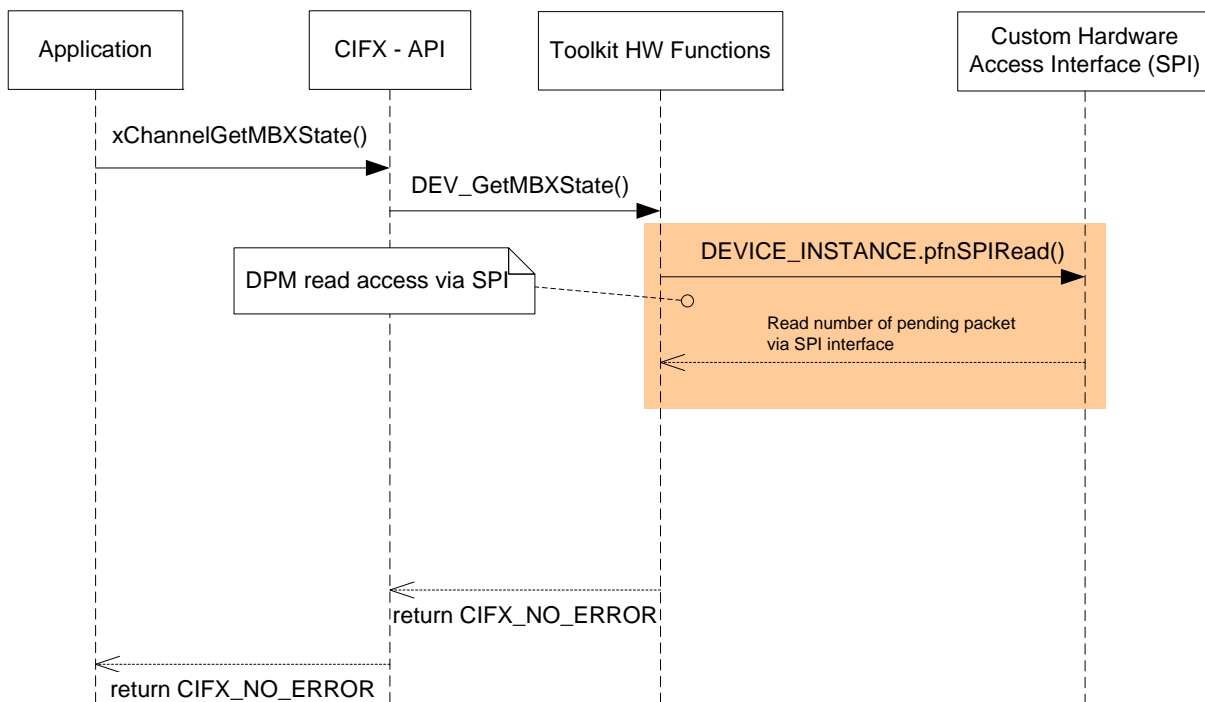 Application
CIFX - API
Toolkit HW Functions
Custom Hardware
Access Interface (SPI)
xChannelGetMBXState()
DEV_GetMBXState()
DEVICE_INSTANCE.pfnSPIRead()
DPM read access via SPI
Read number of pending packet
via SPI interface
return CIFX_NO_ERROR
return CIFX_NO_ERROR